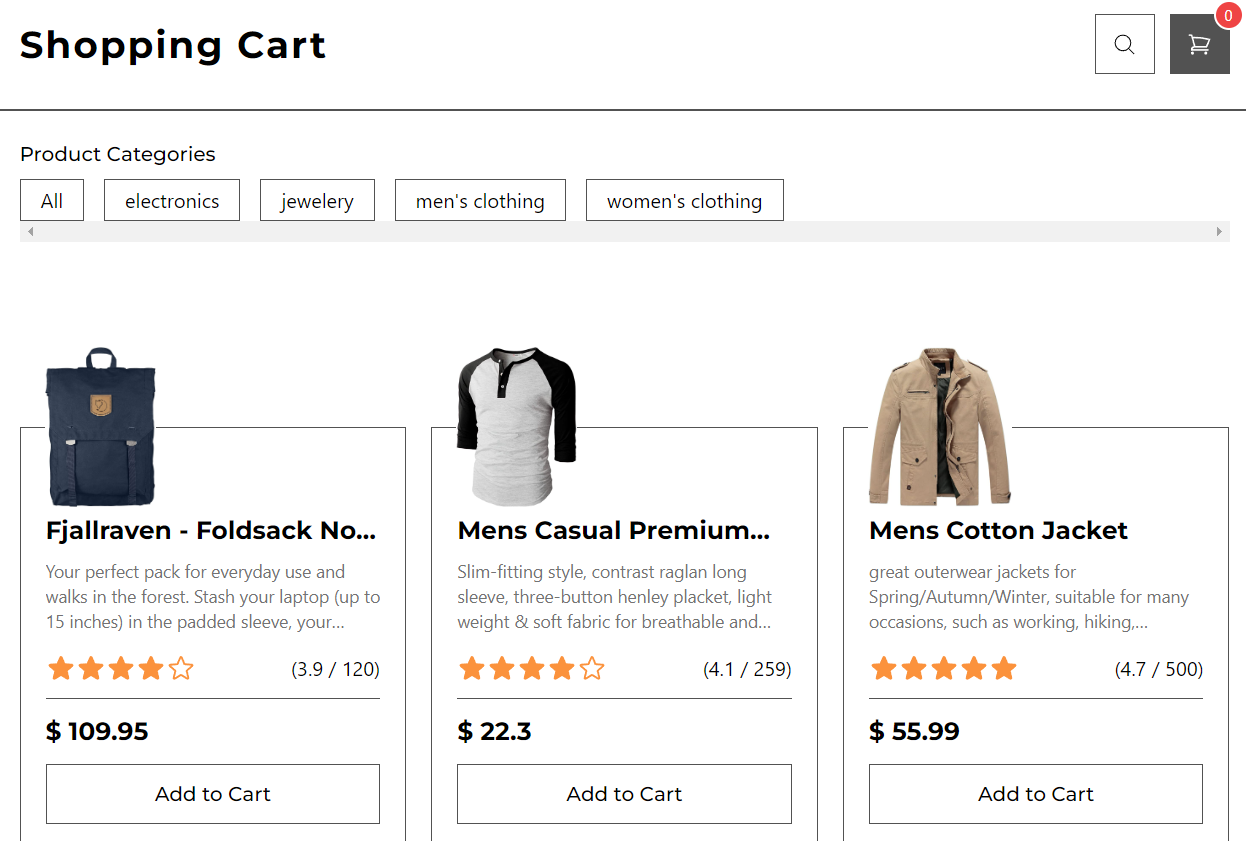 Shopping Cart
0
Product Categories
All electronics jewelery men's clothing women's clothing
Fjallraven - Foldsack No...
Your perfect pack for everyday use and
walks in the forest. Stash your laptop (up to
15 inches) in the padded sleeve, your...
(3.9 / 120)
$ 109.95
Add to Cart
Mens Casual Premium...
Slim-fitting style, contrast raglan long
sleeve, three-button henley placket, light
weight & soft fabric for breathable and...
(4.1 / 259)
$ 22.3
Add to Cart
Mens Cotton Jacket
great outerwear jackets for
Spring/Autumn/Winter, suitable for many
occasions, such as working, hiking,...
(4.7 / 500)
$ 55.99
Add to Cart